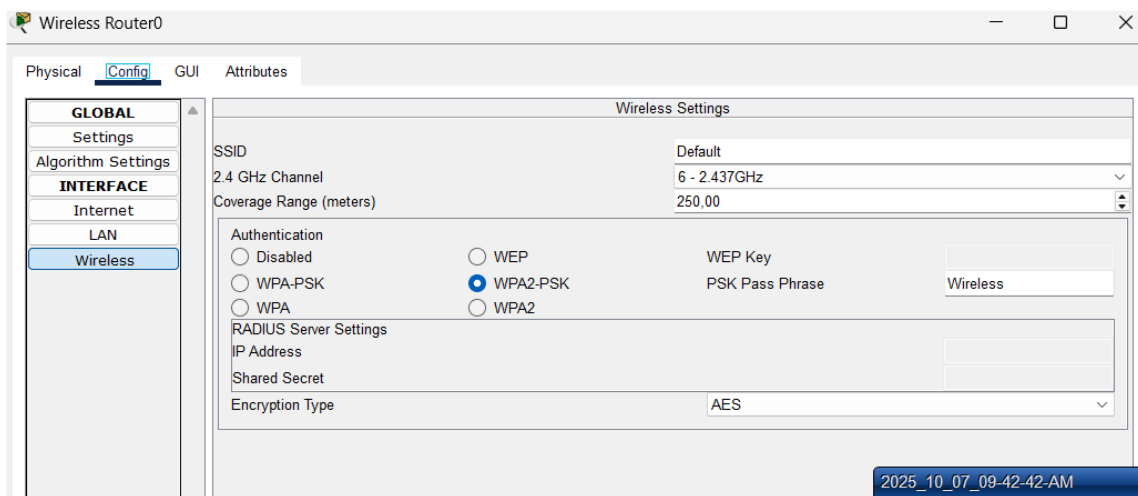 Wireless Router0
Physical Config GUI Attributes
GLOBAL
Settings
Algorithm Settings
INTERFACE
Internet
LAN
Wireless
Wireless Settings
SSID Default
2.4 GHz Channel 6 - 2.437GHz
Coverage Range (meters) 250,00
Authentication
Disabled WEP WEP Key
WPA-PSK WPA2-PSK PSK Pass Phrase Wireless
WPA WPA2
RADIUS Server Settings
IP Address
Shared Secret
Encryption Type AES
2025_10_07_09-42-42-AM